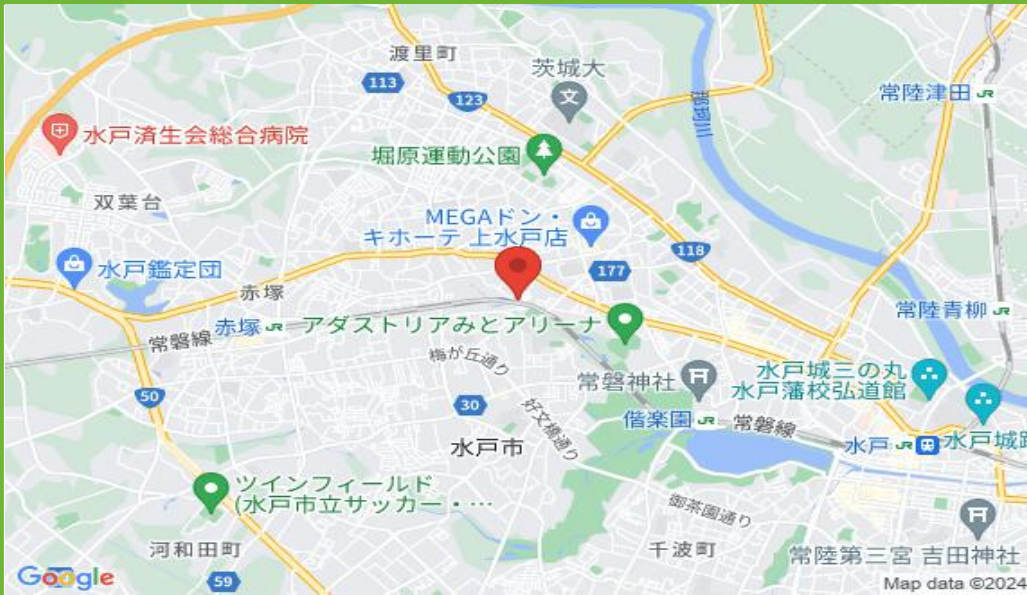 渡里町
茨城大
113
123
那珂川
常陸津田 JR
水戸済生会総合病院
堀原運動公園
双葉台
MEGAドン・
キホーテ 上水戸店
118
水戸鑑定団
177
赤塚
常陸青柳 JR
赤塚 JR
アダストリアみとアリーナ
常磐線
梅が丘通り
水戸城三の丸
水戸藩校弘道館
常磐神社
50
30
好文橋通り
偕楽園 JR
常磐線
水戸 JR
水戸城跡
水戸市
ツインフィールド
(水戸市立サッカー・…
御茶園通り
河和田町
千波町
常陸第三宮 吉田神社
59
Google
Map data ©2024